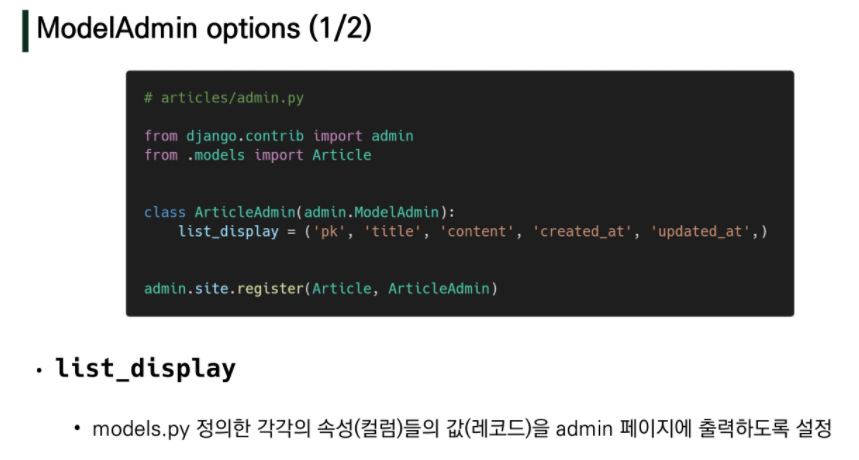 ModelAdmin options (1/2)
# articles/admin.py
from django.contrib import admin
from .models import Article
class ArticleAdmin(admin.ModelAdmin):
    list_display = ('pk', 'title', 'content', 'created_at', 'updated_at',)
admin.site.register(Article, ArticleAdmin)
• list_display
• models.py 정의한 각각의 속성(컬럼)들의 값(레코드)을 admin 페이지에 출력하도록 설정